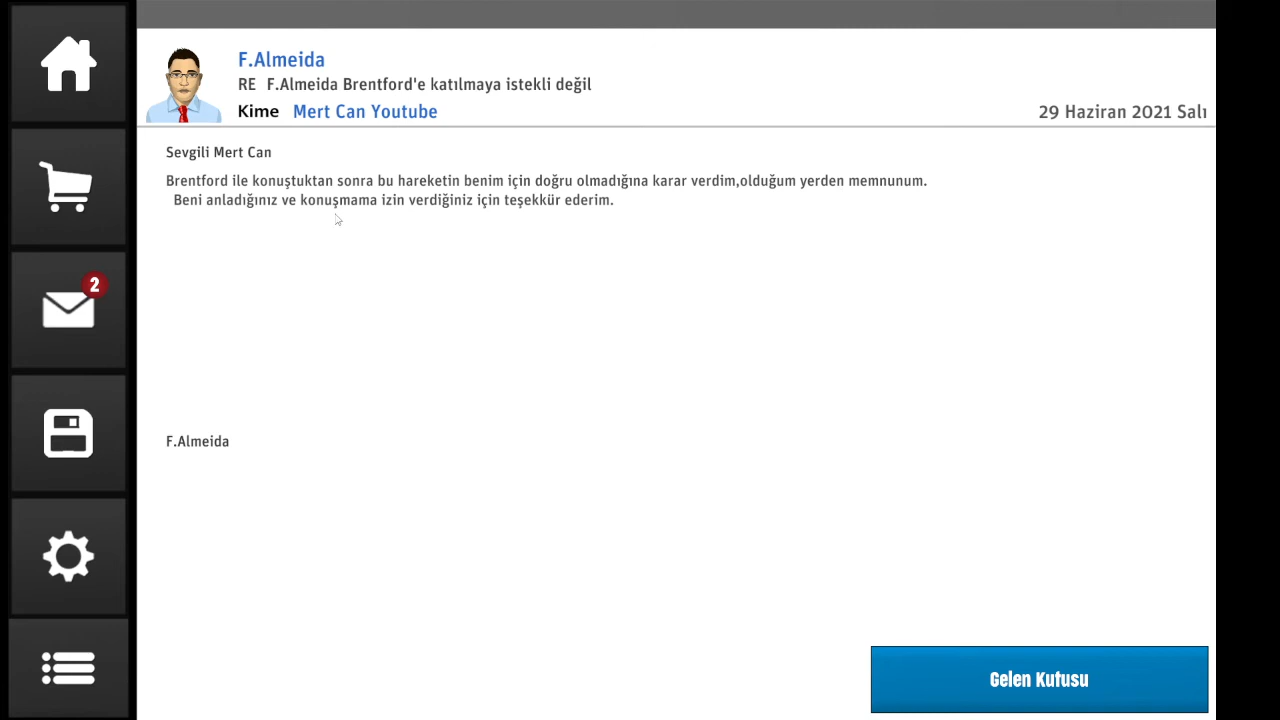 F.Almeida
RE F.Almeida Brentford'e katılmaya istekli değil
Kime Mert Can Youtube
29 Haziran 2021 Salı
Sevgili Mert Can
Brentford ile konuştuktan sonra bu hareketin benim için doğru olmadığına karar verdim,olduğum yerden memnunum.
Beni anladığınız ve konuşmama izin verdiğiniz için teşekkür ederim.
2
F.Almeida
Gelen Kutusu